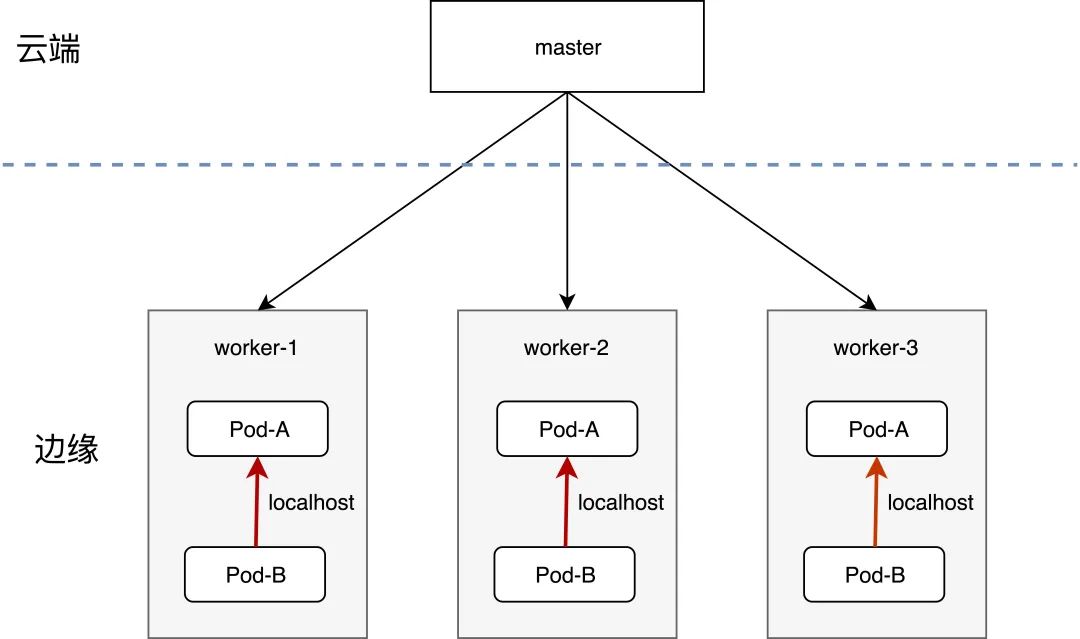 云端
master
worker-1
worker-2
worker-3
边缘
Pod-A
Pod-A
Pod-A
localhost
localhost
localhost
Pod-B
Pod-B
Pod-B